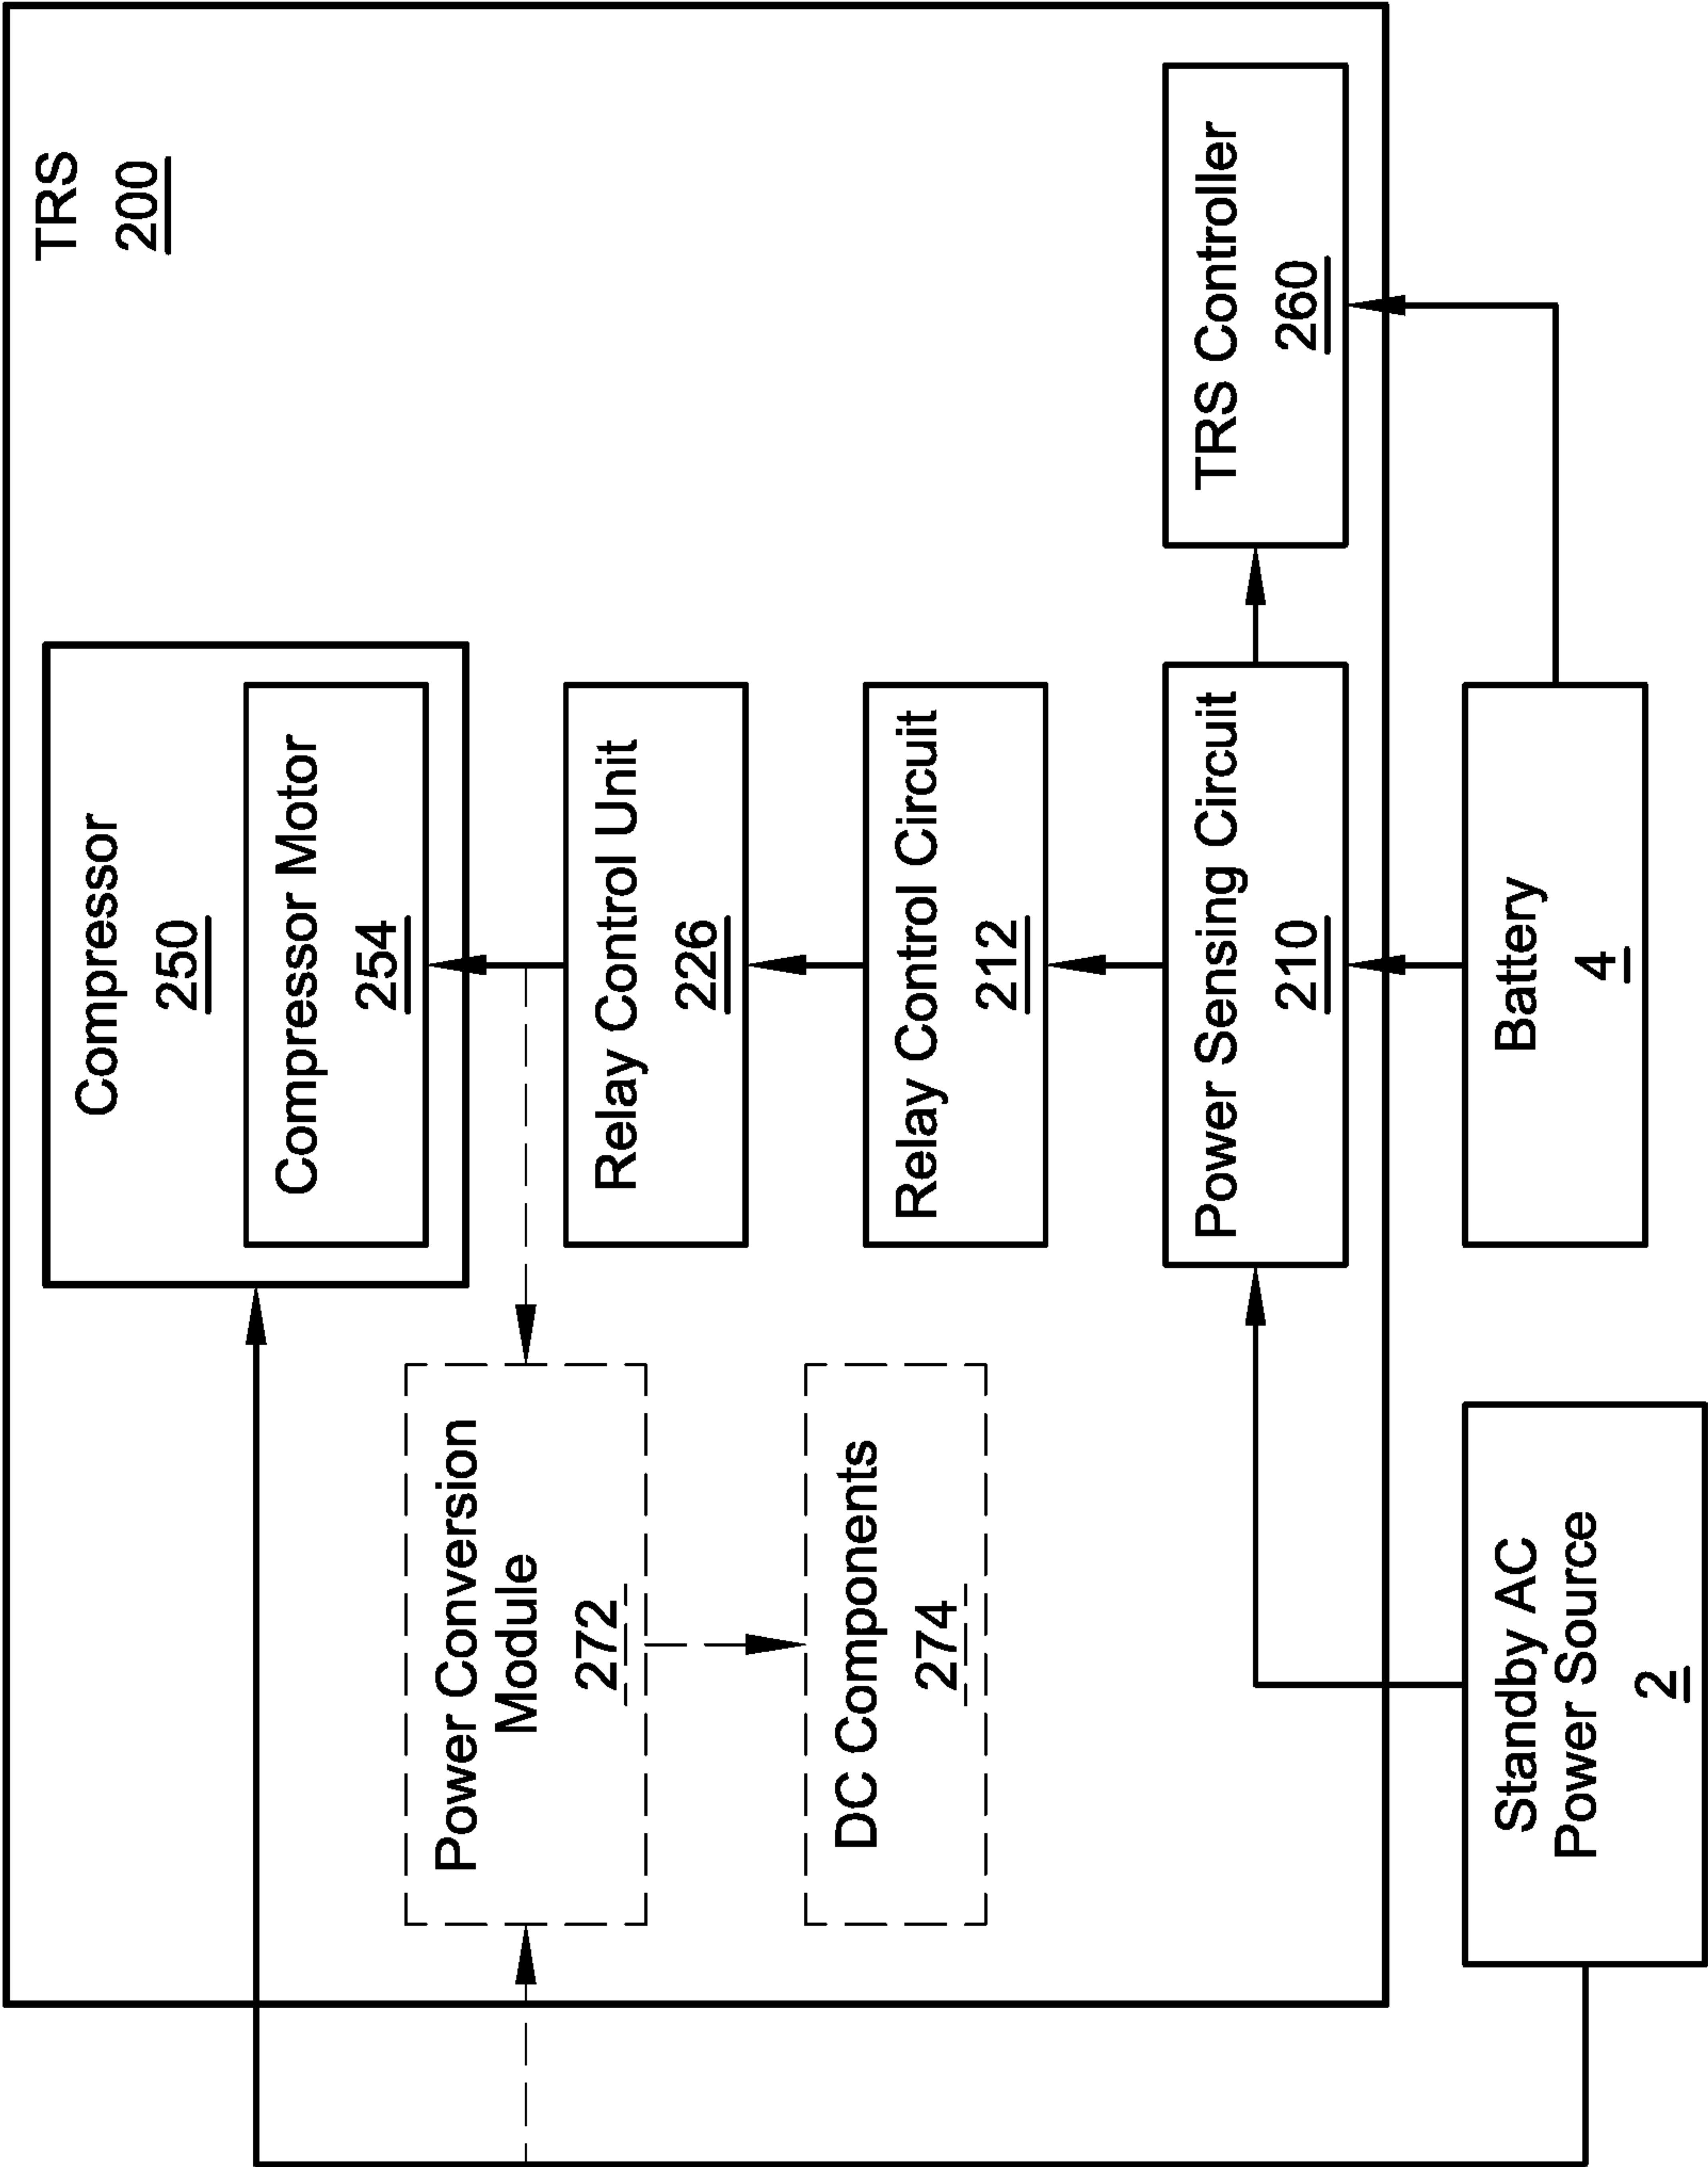 TRS
200
Compressor
250
Compressor Motor
254
Power Conversion
Module
272
Relay Control Unit
226
DC Components
274
Relay Control Circuit
212
Power Sensing Circuit
210
TRS Controller
260
Standby AC
Power Source
2
Battery
4